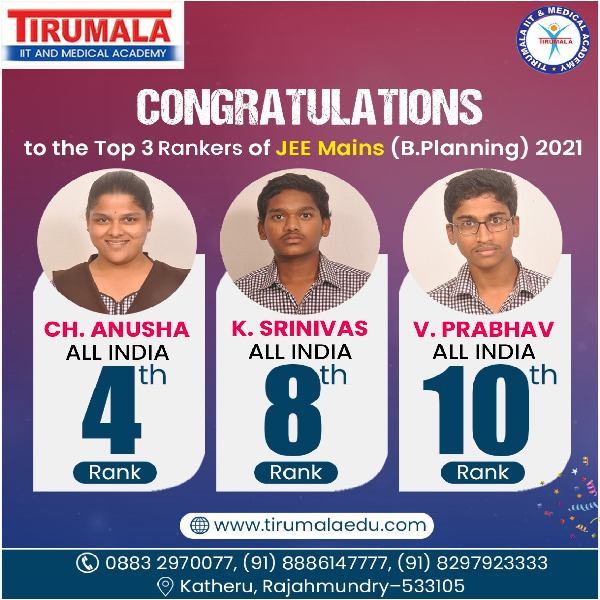 TIRUMALA
IIT AND MEDICAL ACADEMY
TIRUMALA IIT & MEDICAL ACADEMY
TIRUMALA
CONGRATULATIONS
to the Top 3 Rankers of JEE Mains (B.Planning) 2021
CH. ANUSHA
ALL INDIA
4th
Rank
K. SRINIVAS
ALL INDIA
8th
Rank
V. PRABHAV
ALL INDIA
10th
Rank
www.tirumalaedu.com
0883 2970077, (91) 8886147777, (91) 8297923333
Katheru, Rajahmundry–533105